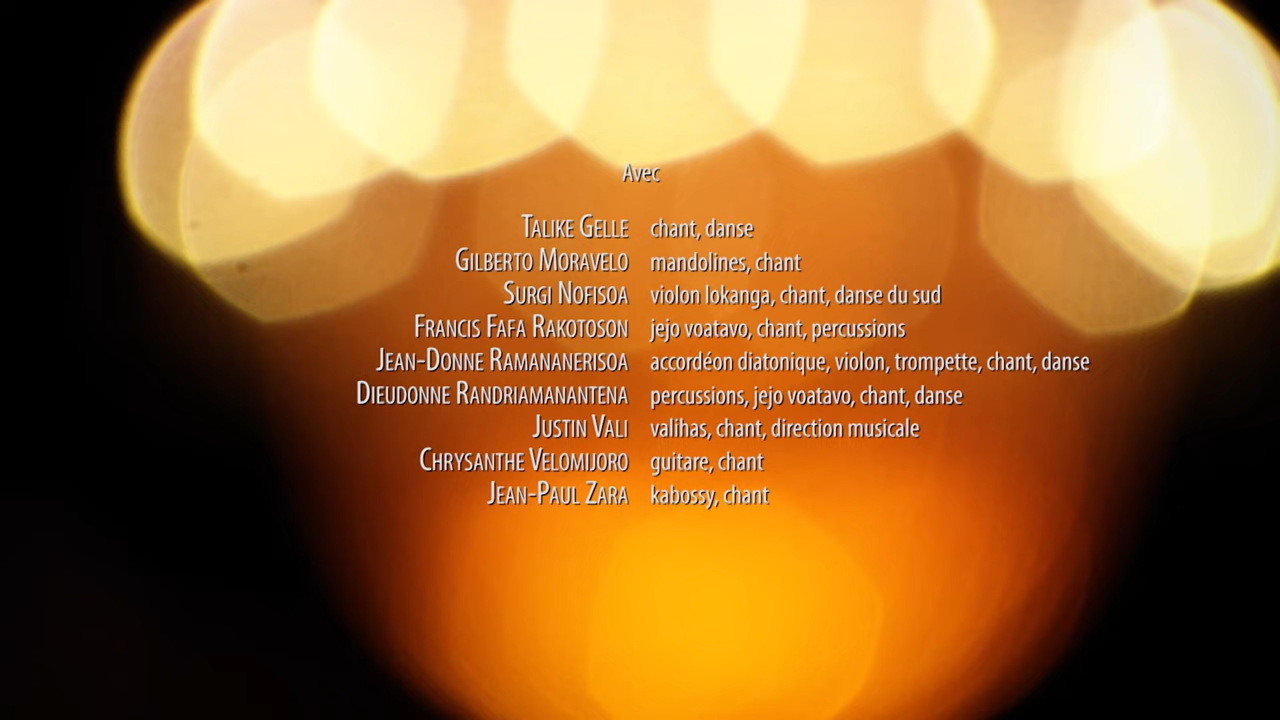 Avec
Talike Gelle chant, danse
Gilberto Moravelo mandolines, chant
Surgi Nofisoa violon lokanga, chant, danse du sud
Francis Fafa Rakotoson jejo voatavo, chant, percussions
Jean-Donne Ramananerisoa accordéon diatonique, violon, trompette, chant, danse
Dieudonne Randriamanantena percussions, jejo voatavo, chant, danse
Justin Vali valihas, chant, direction musicale
Chrysanthe Velomijoro guitare, chant
Jean-Paul Zara kabossy, chant